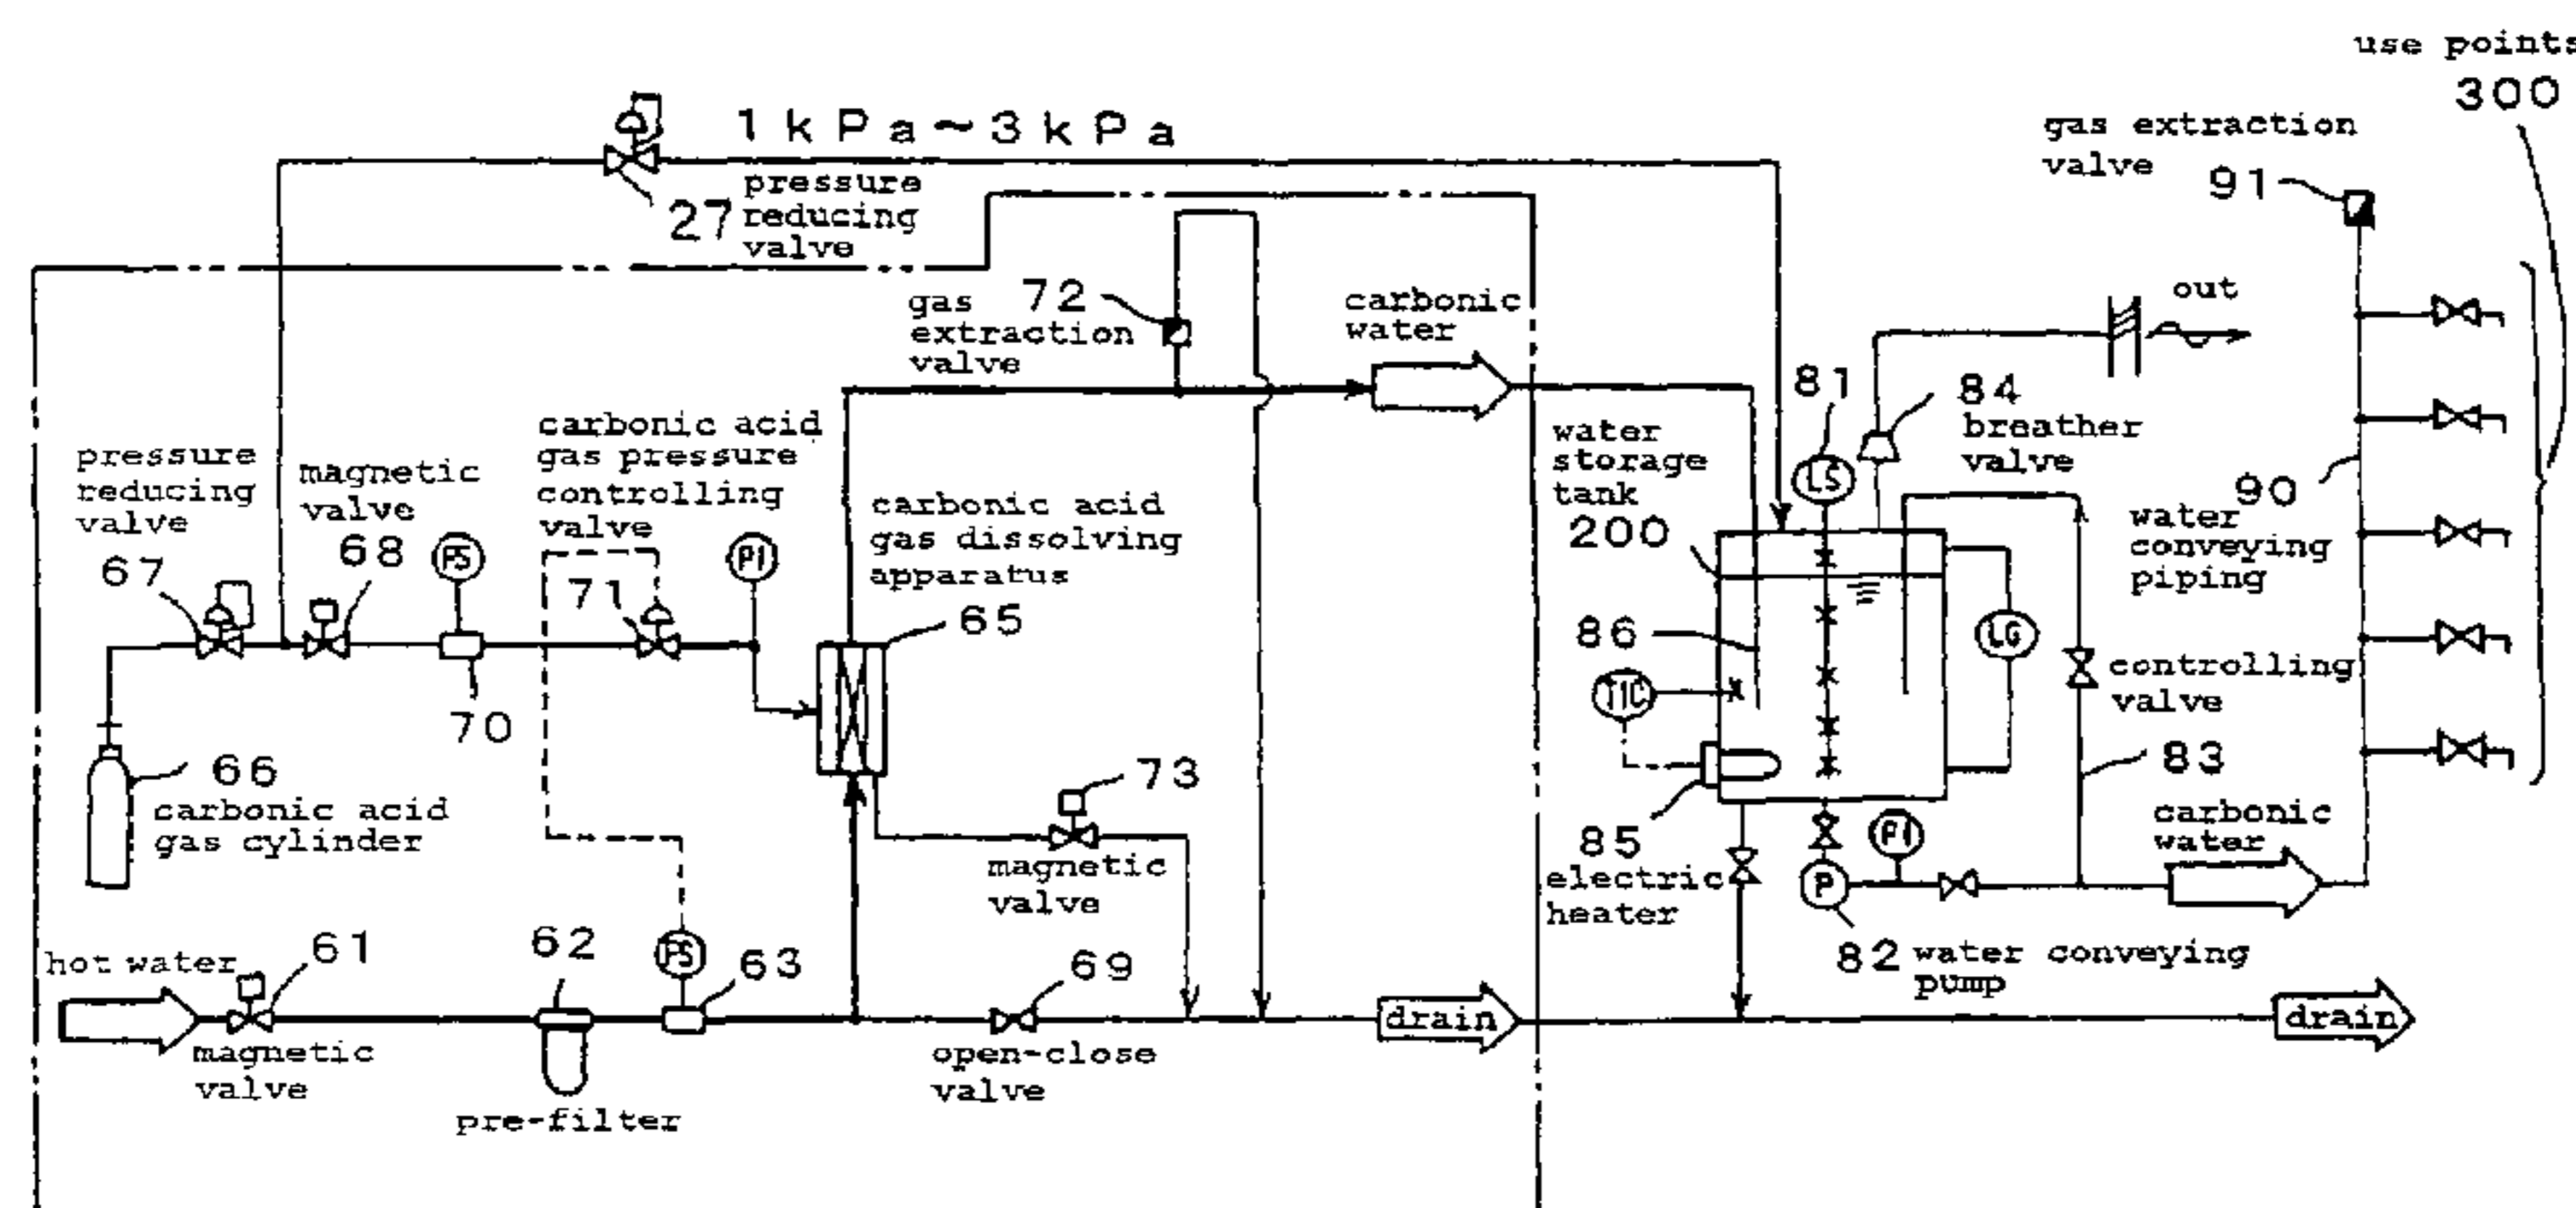 use points
300
1kPa~3kPa
gas extraction
valve
91
27
pressure
reducing
valve
out
gas
extraction
valve
72
carbonic
water
81
LS
84
breather
valve
water
storage
tank
200
90
water
conveying
piping
pressure
reducing
valve
67
magnetic
valve
68
carbonic acid
gas pressure
controlling
valve
71
PI
carbonic acid
gas dissolving
apparatus
65
86
LG
TIC
controlling
valve
70
66
carbonic acid
gas cylinder
73
magnetic
valve
85
electric
heater
83
carbonic
water
P
82 water conveying
pump
hot water
61
62
63
69
magnetic
valve
pre-filter
open-close
valve
drain
drain